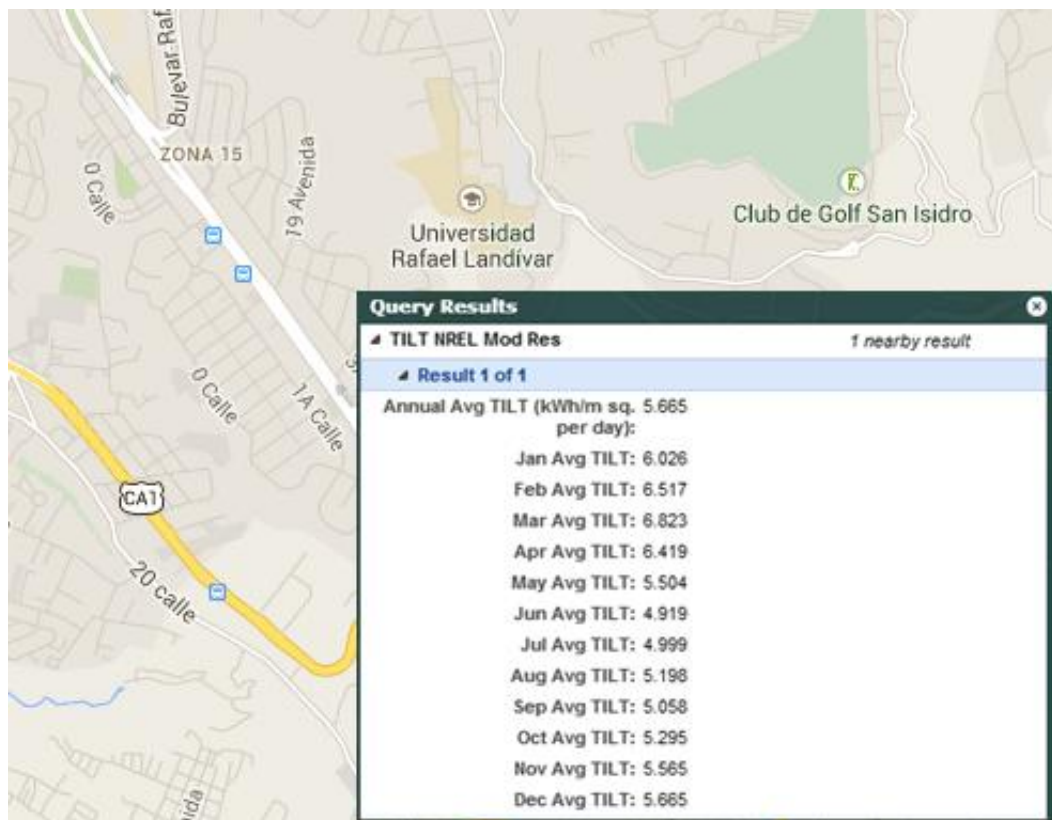 Bulevar Raf
ZONA 15
0 Calle
19 Avenida
Universidad
Rafael Landívar
Club de Golf San Isidro
0 Calle
1A Calle
CA1
20 calle
Query Results
TILT NREL Mod Res 1 nearby result
Result 1 of 1
Annual Avg TILT (kWh/m sq. 5.665
per day):
Jan Avg TILT: 6.026
Feb Avg TILT: 6.517
Mar Avg TILT: 6.823
Apr Avg TILT: 6.419
May Avg TILT: 5.504
Jun Avg TILT: 4.919
Jul Avg TILT: 4.999
Aug Avg TILT: 5.198
Sep Avg TILT: 5.058
Oct Avg TILT: 5.295
Nov Avg TILT: 5.565
Dec Avg TILT: 5.665